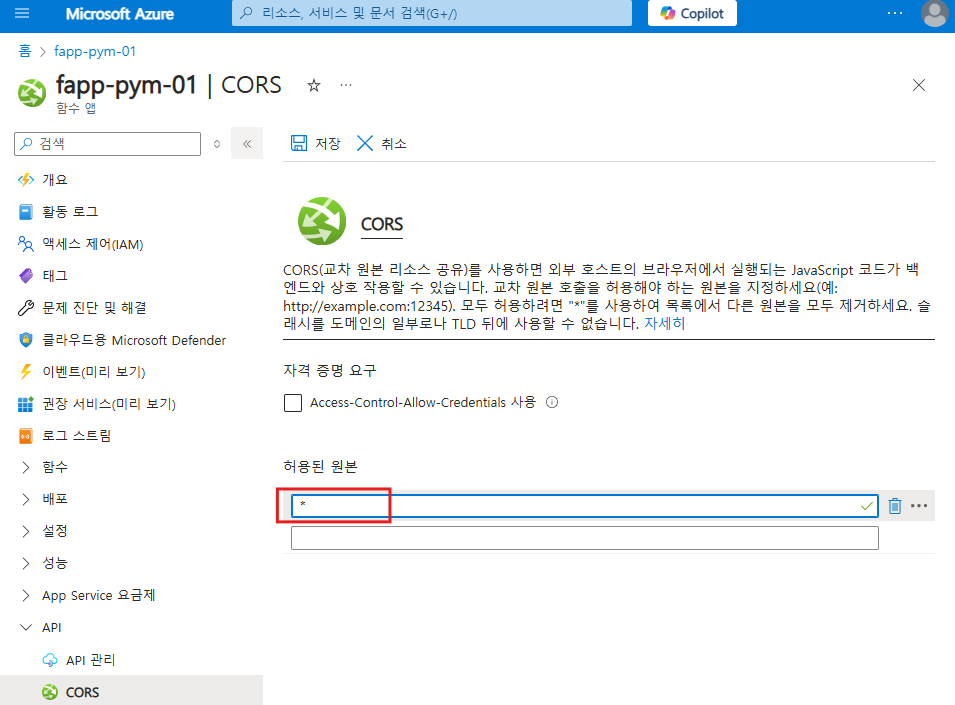 Microsoft Azure
리소스, 서비스 및 문서 검색(G+/)
Copilot
홈 > fapp-pym-01
fapp-pym-01 | CORS
함수 앱
검색
저장
취소
개요
활동 로그
액세스 제어(IAM)
태그
문제 진단 및 해결
클라우드용 Microsoft Defender
이벤트(미리 보기)
권장 서비스(미리 보기)
로그 스트림
함수
배포
설정
성능
App Service 요금제
API
API 관리
CORS
CORS
CORS(교차 원본 리소스 공유)를 사용하면 외부 호스트의 브라우저에서 실행되는 JavaScript 코드가 백
엔드와 상호 작용할 수 있습니다. 교차 원본 호출을 허용해야 하는 원본을 지정하세요(예:
http://example.com:12345). 모두 허용하려면 "*"를 사용하여 목록에서 다른 원본을 모두 제거하세요. 슬
래시를 도메인의 일부로나 TLD 뒤에 사용할 수 없습니다. 자세히
자격 증명 요구
Access-Control-Allow-Credentials 사용
허용된 원본
*